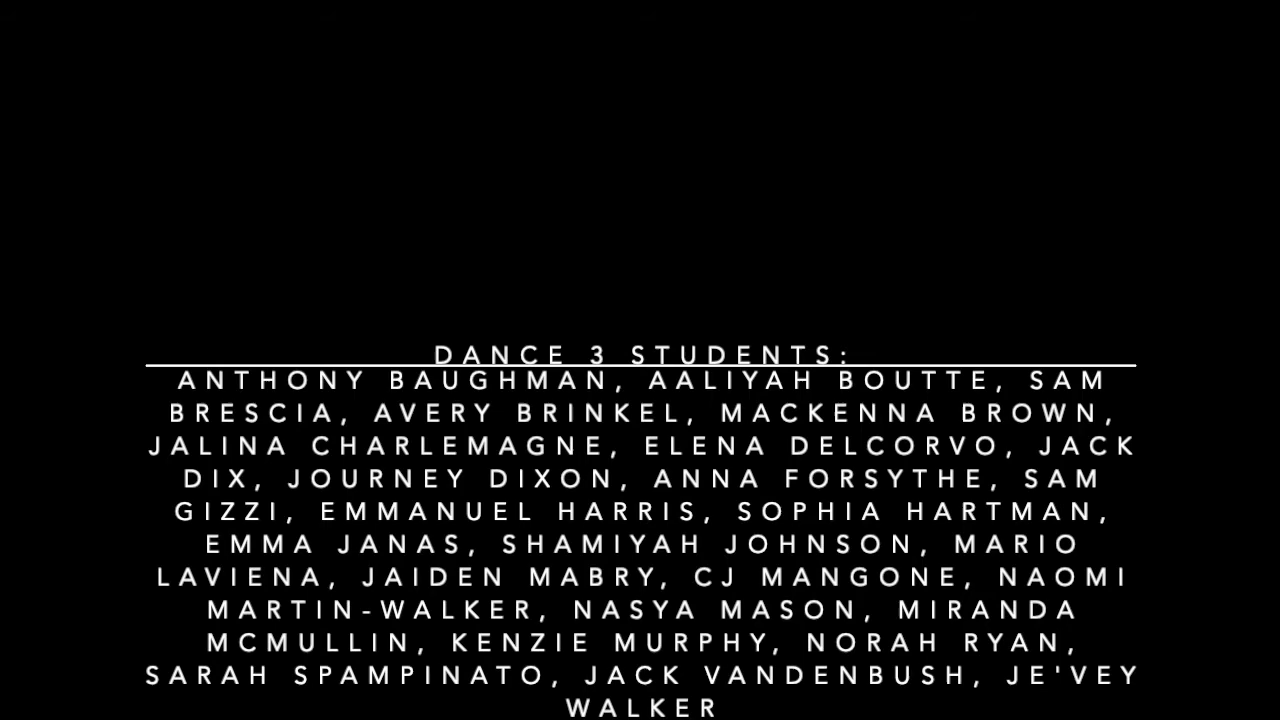 DANCE 3 STUDENTS:
ANTHONY BAUGHMAN, AALIYAH BOUTTE, SAM
BRESCIA, AVERY BRINKEL, MACKENNA BROWN,
JALINA CHARLEMAGNE, ELENA DELCORVO, JACK
DIX, JOURNEY DIXON, ANNA FORSYTHE, SAM
GIZZI, EMMANUEL HARRIS, SOPHIA HARTMAN,
EMMA JANAS, SHAMIYAH JOHNSON, MARIO
LAVIENA, JAIDEN MABRY, CJ MANGONE, NAOMI
MARTIN-WALKER, NASYA MASON, MIRANDA
MCMULLIN, KENZIE MURPHY, NORAH RYAN,
SARAH SPAMPINATO, JACK VANDENBUSH, JE'VEY
WALKER